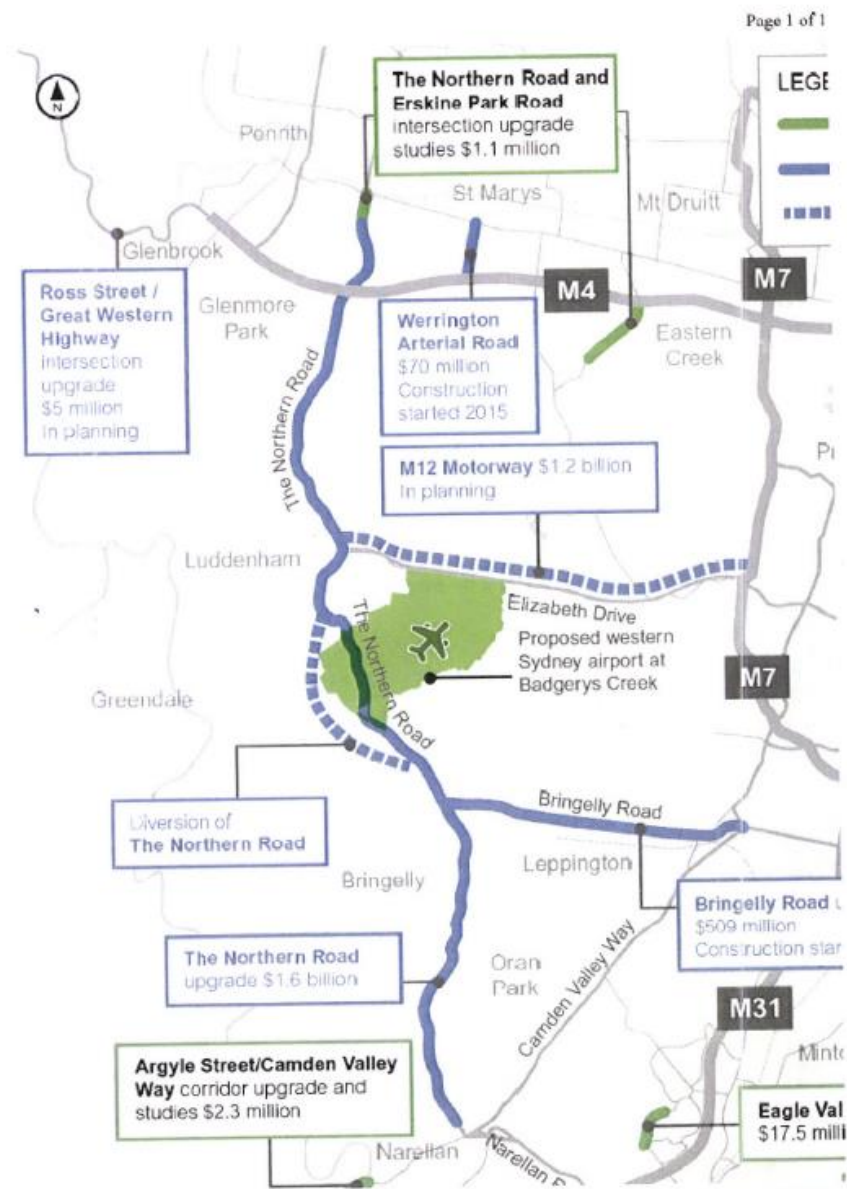 Page 1 of 1
N
The Northern Road and
Erskine Park Road
intersection upgrade
studies $1.1 million
Penrith
St Marys
Mt Druitt
M7
Glenbrook
Ross Street /
Great Western
Highway
intersection
upgrade
$5 million
In planning
Glenmore
Park
M4
Werrington
Arterial Road
$70 million
Construction
started 2015
Eastern
Creek
The Northern Road
M12 Motorway $1.2 billion
In planning
Luddenham
Elizabeth Drive
The Northern Road
Proposed western
Sydney airport at
Badgerys Creek
M7
Greendale
Diversion of
The Northern Road
Bringelly Road
Leppington
Bringelly
Bringelly Road
$509 million
Construction star
The Northern Road
upgrade $1.6 billion
Oran
Park
Camden Valley Way
M31
Argyle Street/Camden Valley
Way corridor upgrade and
studies $2.3 million
Minto
Eagle Val
$17.5 milli
Narellan
Narellan